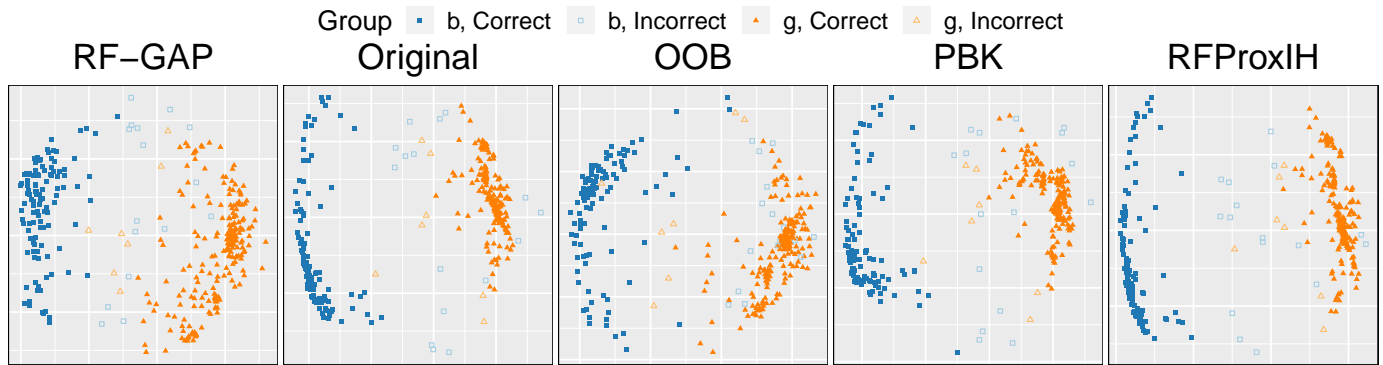 Group b, Correct b, Incorrect g, Correct g, Incorrect
RF−GAP Original OOB PBK RFProxIH